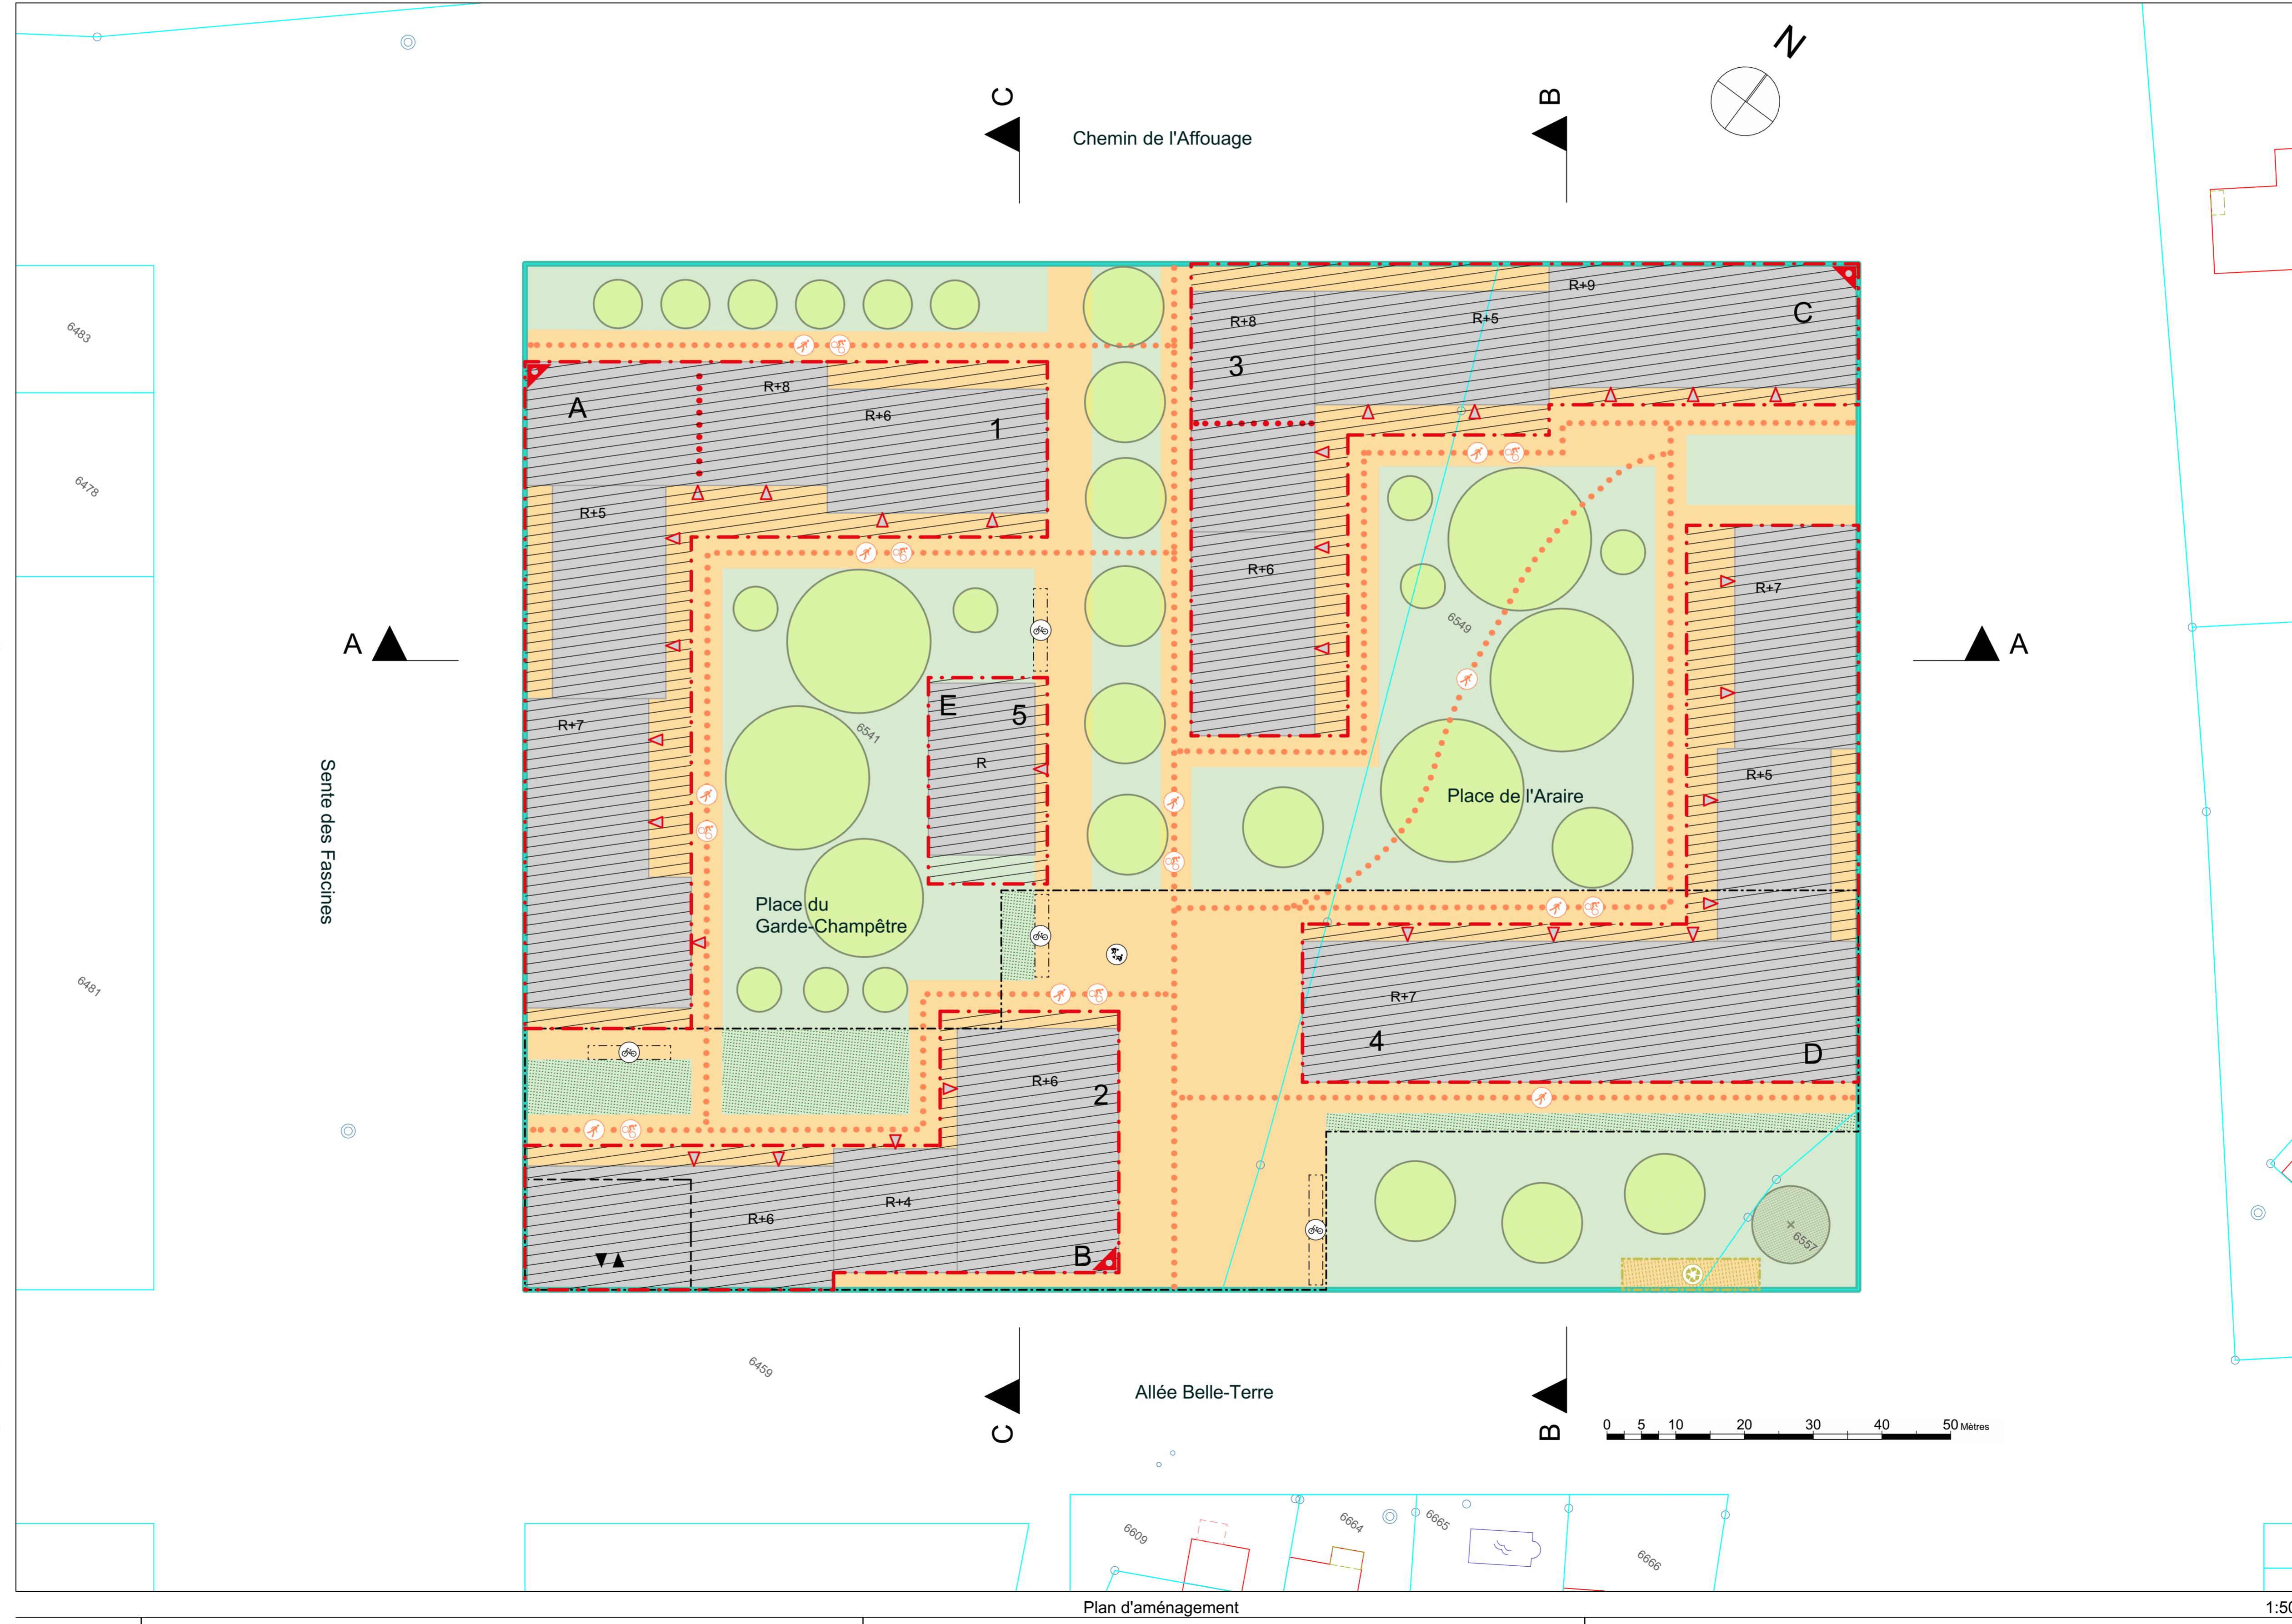 N
C
B
Chemin de l'Affouage
R+9
C
R+8
R+5
3
6483
R+8
A
R+6
1
6478
R+5
R+6
R+7
6549
A
A
E
5
R+7
6541
R
R+5
Sente des Fascines
Place de l'Araire
Place du
Garde-Champêtre
6481
R+7
4
D
R+6
2
R+4
R+6
B
6557
6459
Allée Belle-Terre
C
B
0 5 10 20 30 40 50 Mètres
6609
6664
6665
6666
Plan d'aménagement
1:50